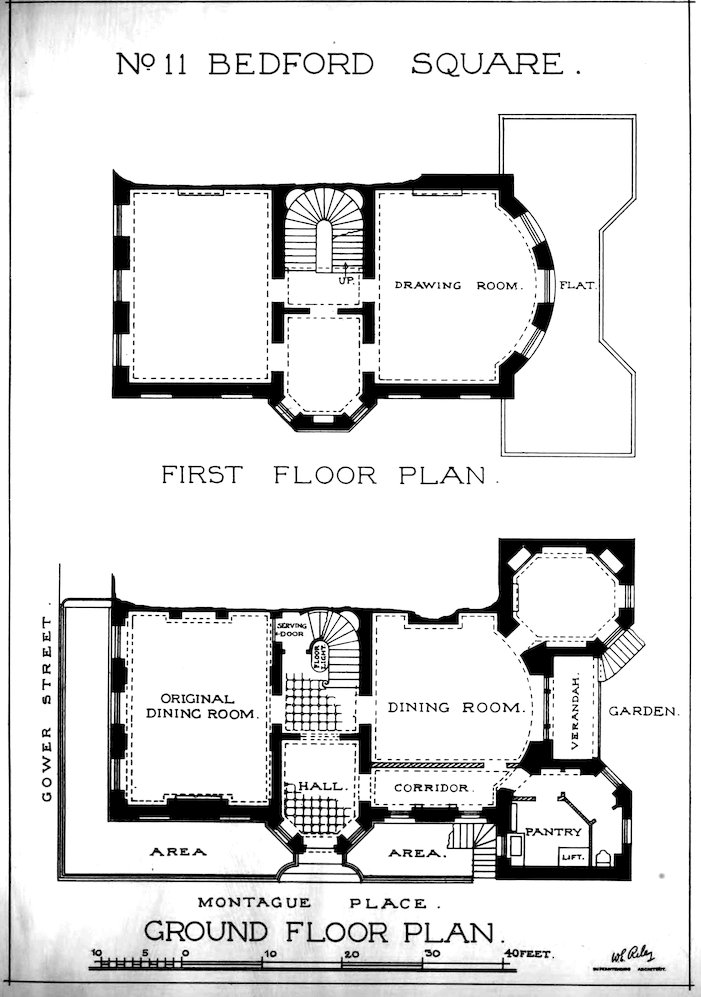 No 11 BEDFORD SQUARE.
UP.
DRAWING ROOM.
FLAT.
FIRST FLOOR PLAN.
GOWER STREET.
SERVING
DOOR
FLOOR
LIGHT.
ORIGINAL
DINING ROOM.
DINING ROOM.
VERANDAH.
GARDEN.
HALL.
CORRIDOR.
PANTRY
LIFT.
AREA
AREA.
MONTAGUE PLACE.
GROUND FLOOR PLAN.
10 5 0 10 20 30 40 FEET.
W E Riley
SUPERINTENDING ARCHITECT.